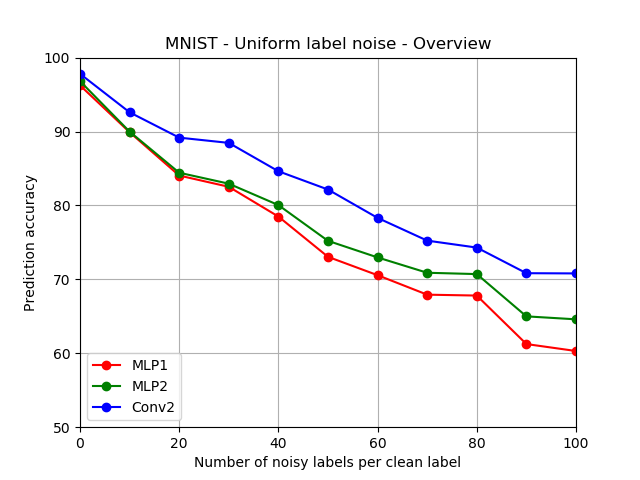 MNIST - Uniform label noise - Overview
100
90
80
70
60
50
Prediction accuracy
MLP1
MLP2
Conv2
0 20 40 60 80 100
Number of noisy labels per clean label